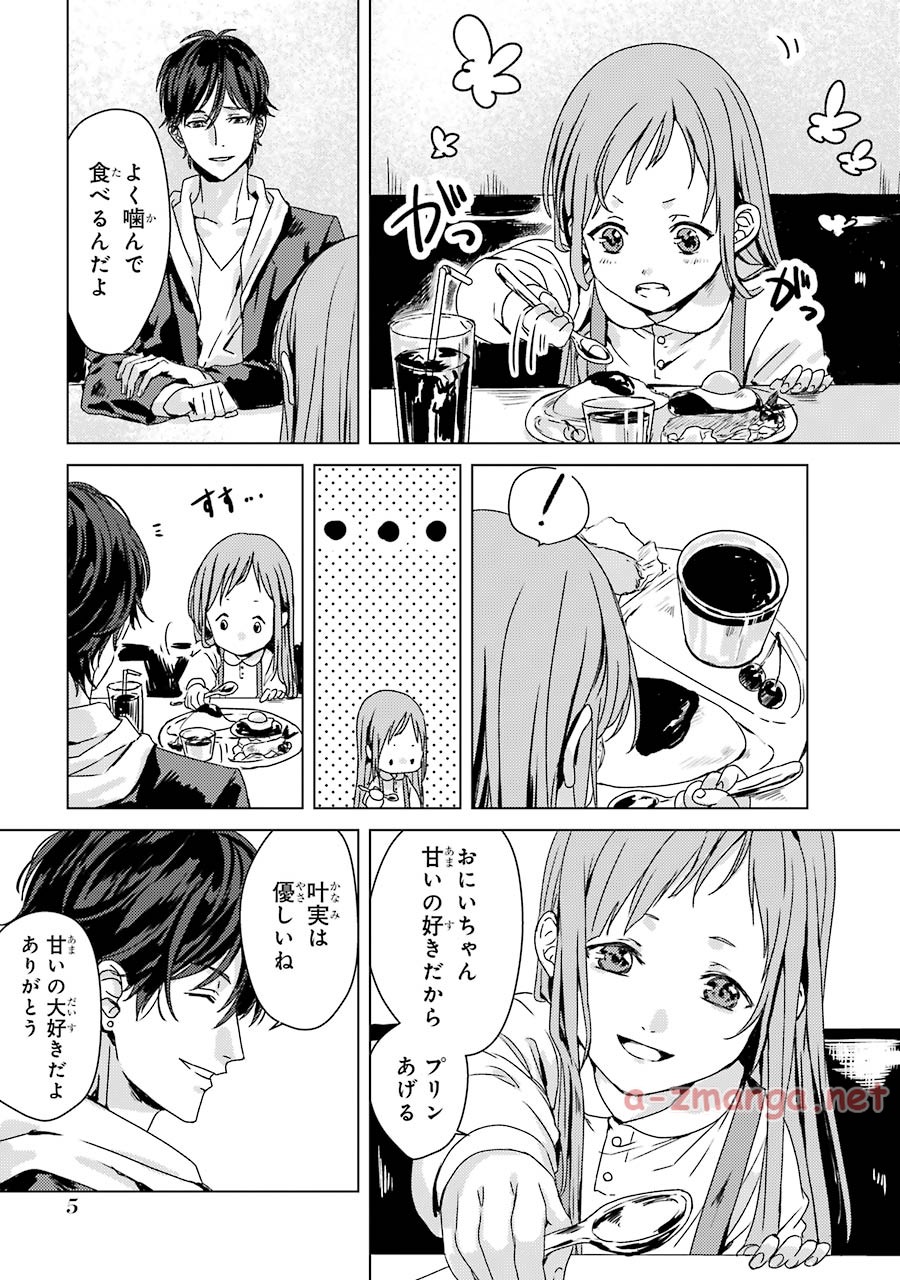 がっ
がっ
よく噛んで
食べるんだよ
！
・・・
すす…
おにいちゃん
甘いの好きだから
プリン
あげる
叶実は
優しいね
甘いの大好きだよ
ありがとう
a-zmanga.net
5